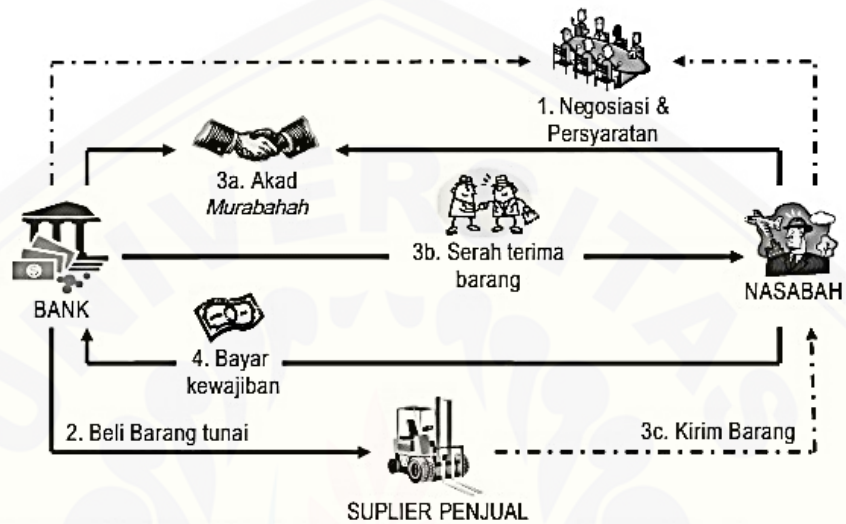 1. Negosiasi &
Persyaratan
3a. Akad
Murabahah
3b. Serah terima
barang
BANK
NASABAH
4. Bayar
kewajiban
2. Beli Barang tunai
3c. Kirim Barang
SUPLIER PENJUAL
UNIVERSITAS